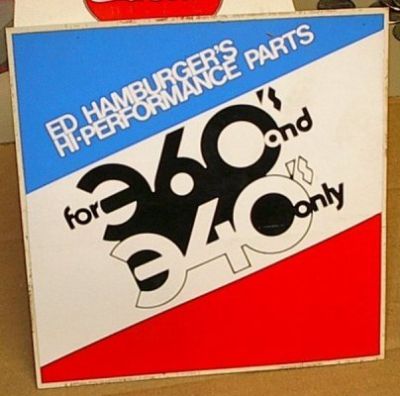 ED HAMBURGER'S
HI-PERFORMANCE PARTS
for 360's and
340's only